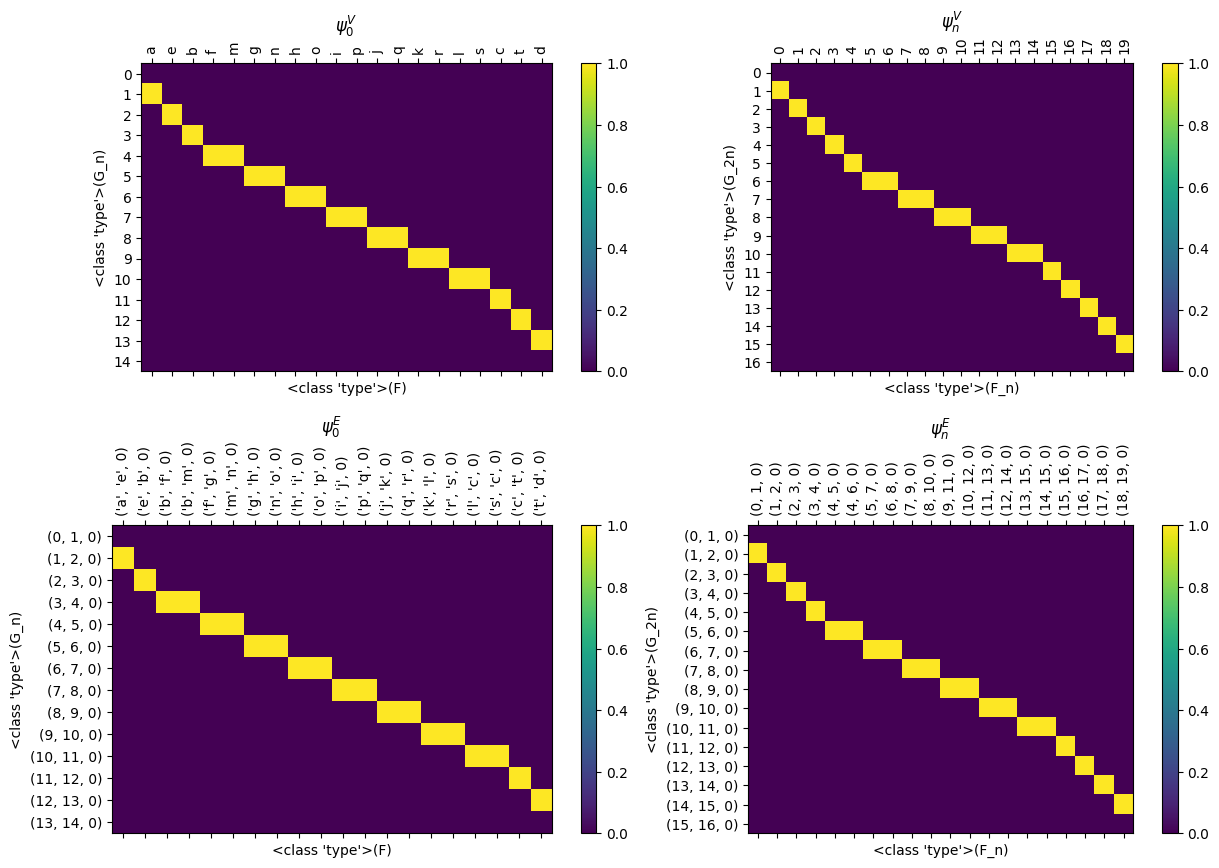 ψ_0^V
a e b f m g n h o i p j q k r l s c t d
0
1
2
3
4
5
6
7
8
9
10
11
12
13
14
<class 'type'>(G_n)
<class 'type'>(F)
1.0
0.8
0.6
0.4
0.2
0.0
ψ_n^V
0 1 2 3 4 5 6 7 8 9 10 11 12 13 14 15 16 17 18 19
0
1
2
3
4
5
6
7
8
9
10
11
12
13
14
15
16
<class 'type'>(G_2n)
<class 'type'>(F_n)
1.0
0.8
0.6
0.4
0.2
0.0
ψ_0^E
('a', 'e', 0)
('e', 'b', 0)
('b', 'f', 0)
('b', 'm', 0)
('f', 'g', 0)
('m', 'n', 0)
('g', 'h', 0)
('n', 'o', 0)
('h', 'i', 0)
('o', 'p', 0)
('i', 'j', 0)
('p', 'q', 0)
('j', 'k', 0)
('q', 'r', 0)
('k', 'l', 0)
('r', 's', 0)
('l', 'c', 0)
('s', 'c', 0)
('c', 't', 0)
('t', 'd', 0)
(0, 1, 0)
(1, 2, 0)
(2, 3, 0)
(3, 4, 0)
(4, 5, 0)
(5, 6, 0)
(6, 7, 0)
(7, 8, 0)
(8, 9, 0)
(9, 10, 0)
(10, 11, 0)
(11, 12, 0)
(12, 13, 0)
(13, 14, 0)
<class 'type'>(G_n)
<class 'type'>(F)
1.0
0.8
0.6
0.4
0.2
0.0
ψ_n^E
(0, 1, 0)
(1, 2, 0)
(2, 3, 0)
(3, 4, 0)
(4, 5, 0)
(4, 6, 0)
(5, 7, 0)
(6, 8, 0)
(7, 9, 0)
(8, 10, 0)
(9, 11, 0)
(10, 12, 0)
(11, 13, 0)
(12, 14, 0)
(13, 15, 0)
(14, 15, 0)
(15, 16, 0)
(16, 17, 0)
(17, 18, 0)
(18, 19, 0)
(0, 1, 0)
(1, 2, 0)
(2, 3, 0)
(3, 4, 0)
(4, 5, 0)
(5, 6, 0)
(6, 7, 0)
(7, 8, 0)
(8, 9, 0)
(9, 10, 0)
(10, 11, 0)
(11, 12, 0)
(12, 13, 0)
(13, 14, 0)
(14, 15, 0)
(15, 16, 0)
<class 'type'>(G_2n)
<class 'type'>(F_n)
1.0
0.8
0.6
0.4
0.2
0.0